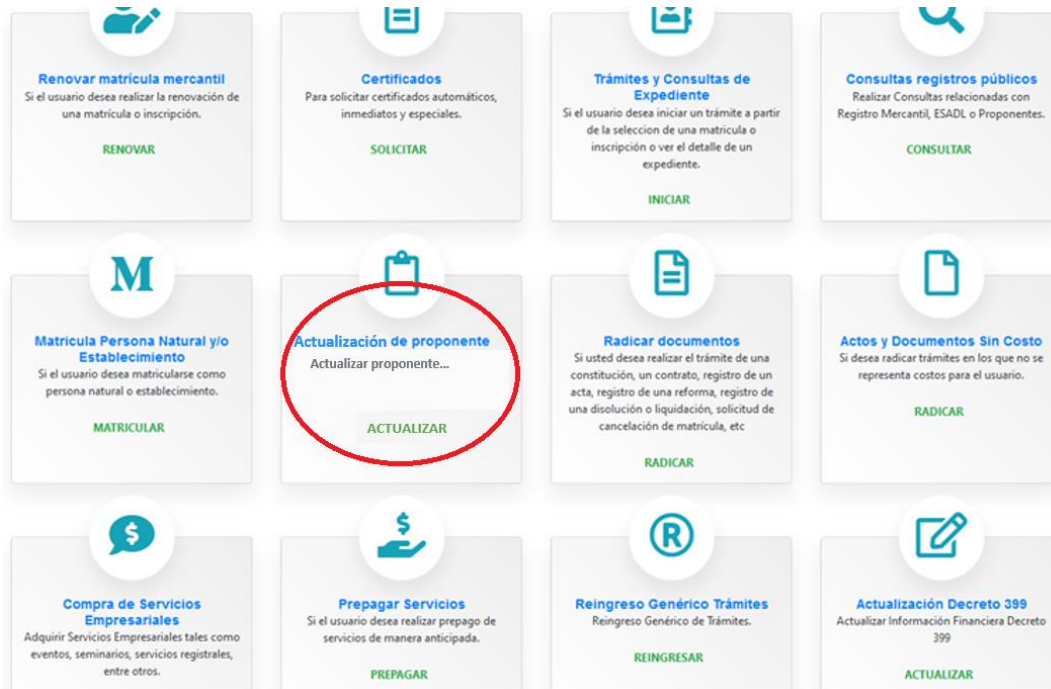 Renovar matrícula mercantil
Si el usuario desea realizar la renovación de
una matrícula o inscripción.
RENOVAR
Certificados
Para solicitar certificados automáticos,
inmediatos y especiales.
SOLICITAR
Trámites y Consultas de
Expediente
Si el usuario desea iniciar un trámite a partir
de la seleccion de una matricula o
inscripción o ver el detalle de un
expediente.
INICIAR
Consultas registros públicos
Realizar Consultas relacionadas con
Registro Mercantil, ESADL o Proponentes.
CONSULTAR
M
Matricula Persona Natural y/o
Establecimiento
Si el usuario desea matricularse como
persona natural o establecimiento.
MATRICULAR
Actualización de proponente
Actualizar proponente...
ACTUALIZAR
Radicar documentos
Si usted desea realizar el trámite de una
constitución, un contrato, registro de un
acta, registro de una reforma, registro de
una disolución o liquidación, solicitud de
cancelación de matrícula, etc
RADICAR
Actos y Documentos Sin Costo
Si desea radicar trámites en los que no se
representa costos para el usuario.
RADICAR
$
Compra de Servicios
Empresariales
Adquirir Servicios Empresariales tales como
eventos, seminarios, servicios registrales,
entre otros.
$
Prepagar Servicios
Si el usuario desea realizar prepago de
servicios de manera anticipada.
PREPAGAR
®
Reingreso Genérico Trámites
Reingreso Genérico de Trámites.
REINGRESAR
Actualización Decreto 399
Actualizar Información Financiera Decreto
399
ACTUALIZAR